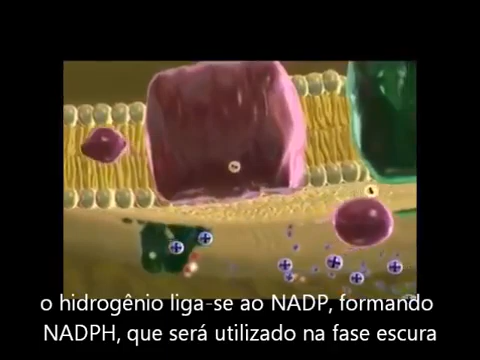 o hidrogênio liga-se ao NADP, formando
NADPH, que será utilizado na fase escura